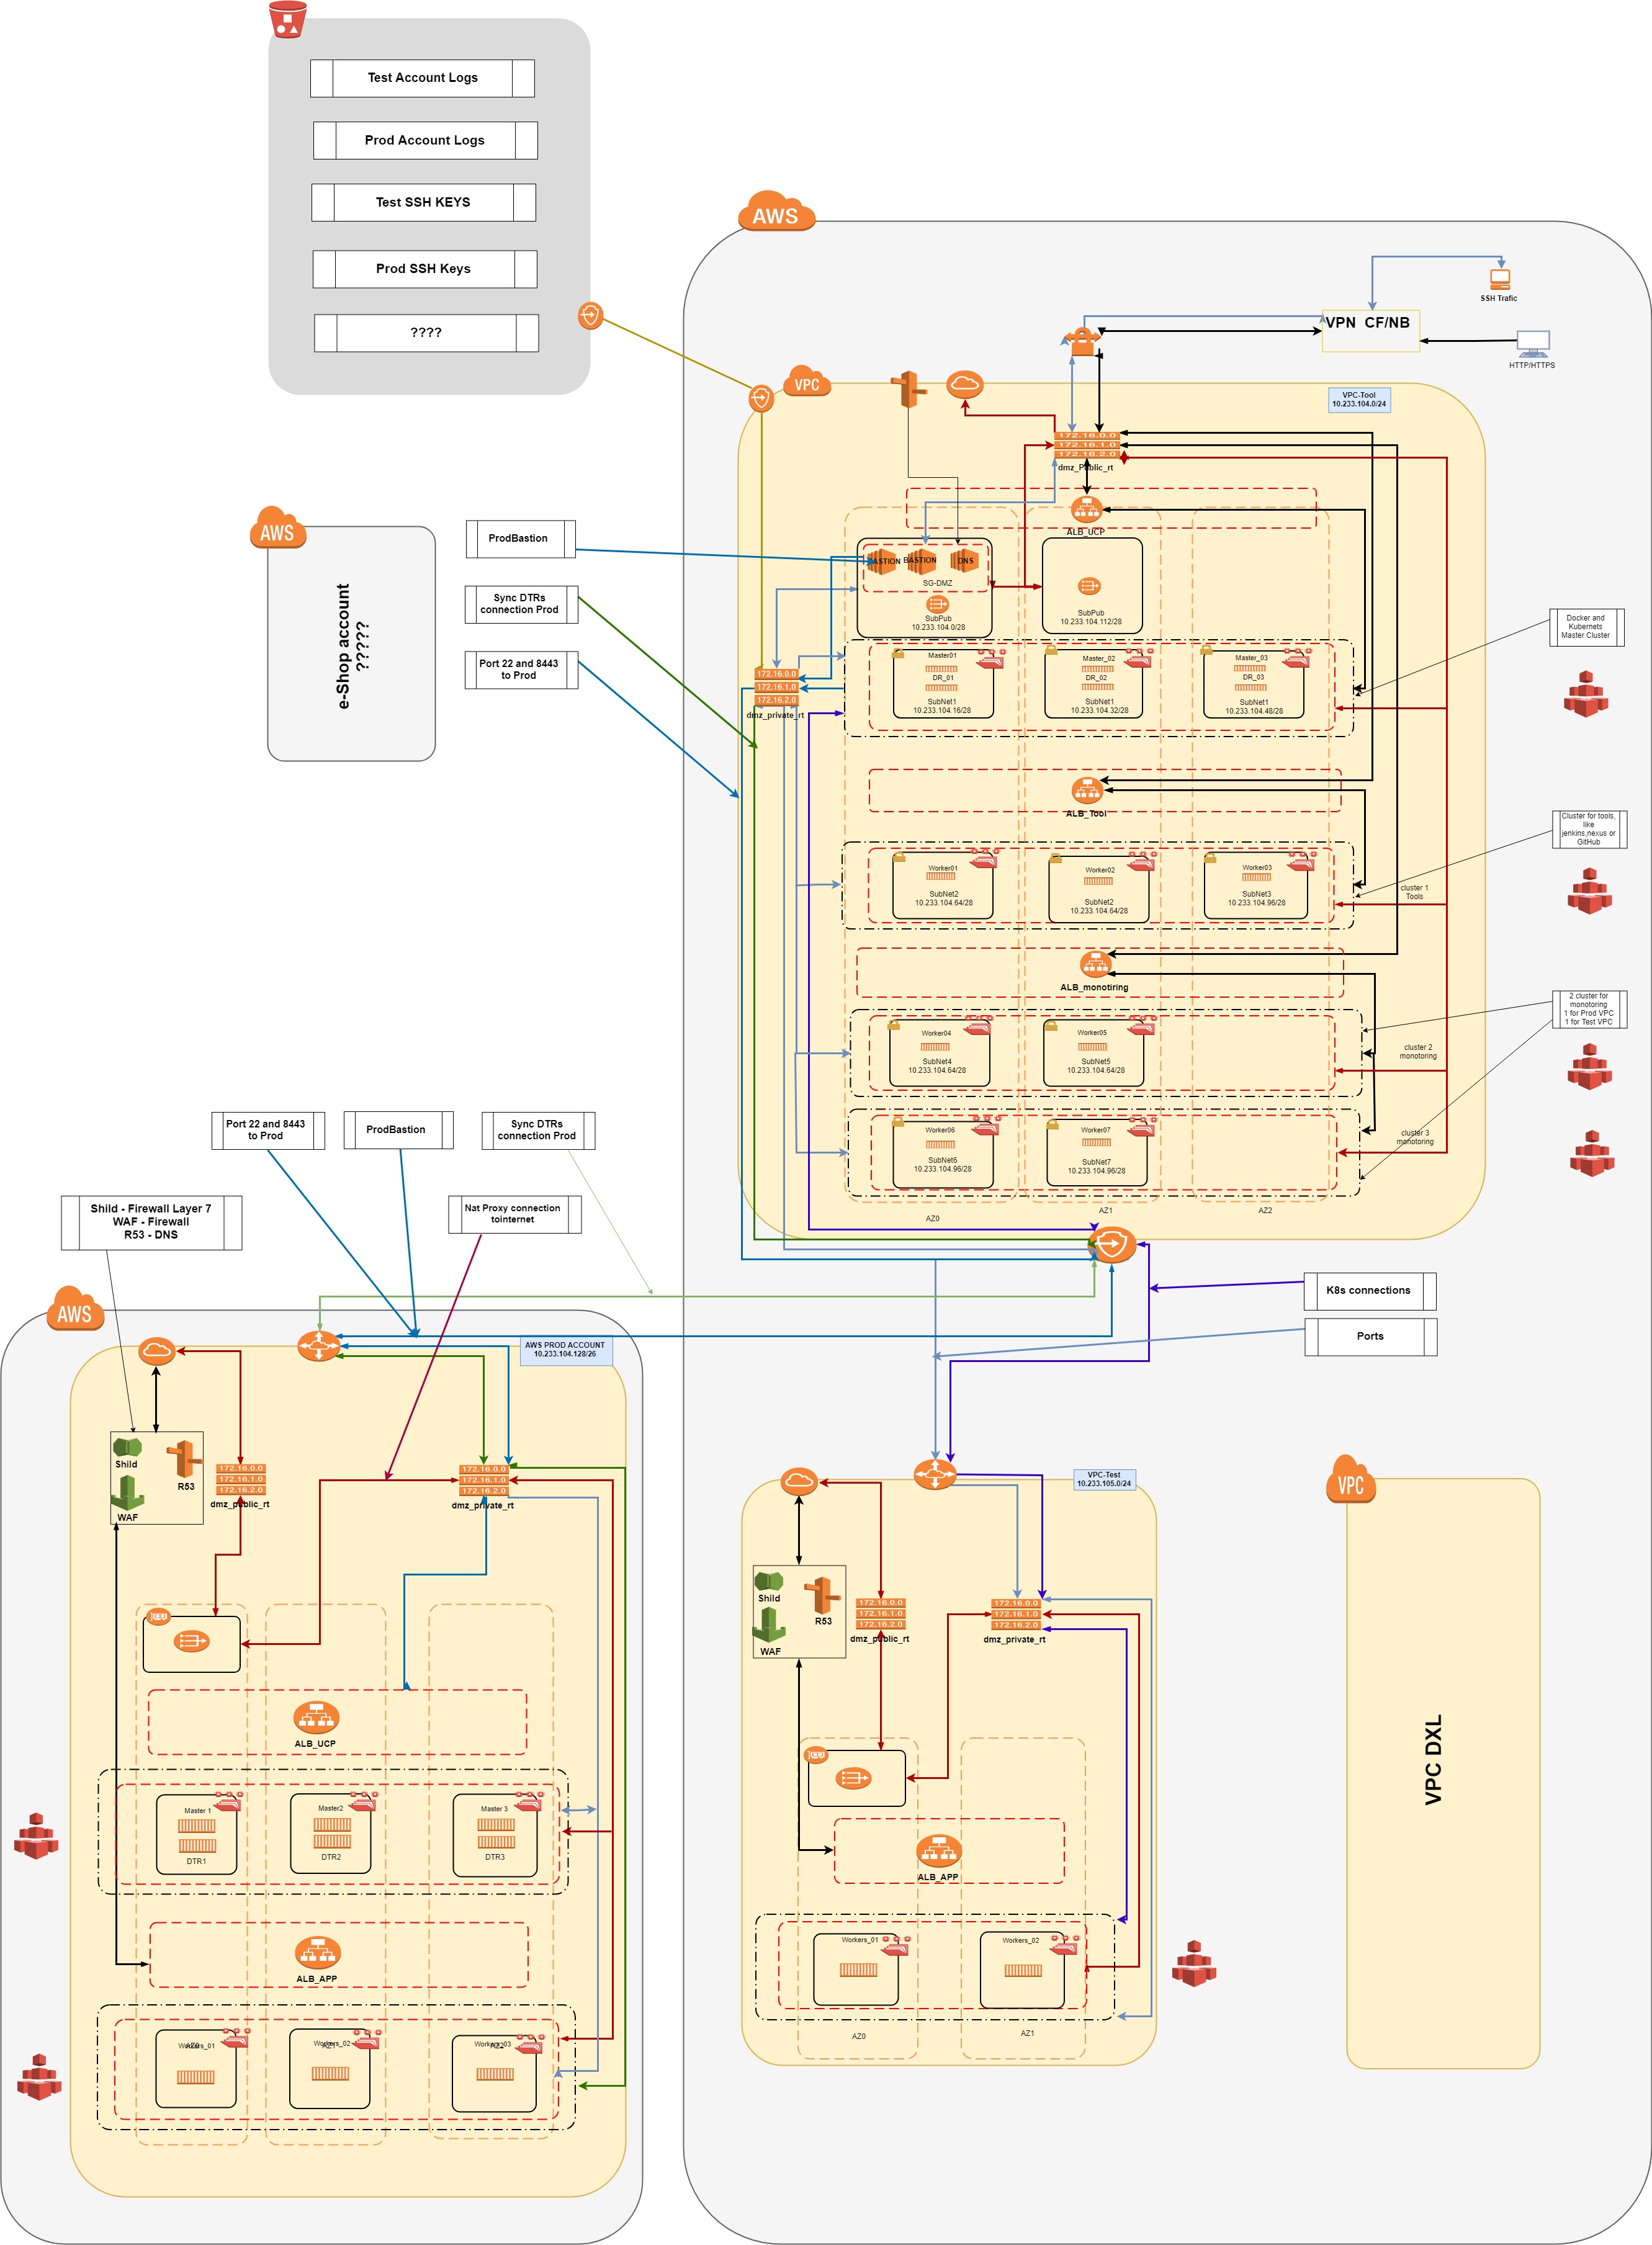 Test Account Logs
Prod Account Logs
Test SSH KEYS
Prod SSH Keys
????
AWS
SSH Trafic
VPN CF/NB
HTTP/HTTPS
VPC
VPC-Tool
10.233.104.0/24
172.16.0.0
172.16.1.0
172.16.2.0
dmz_Public_rt
ALB_UCP
AWS
e-Shop account
?????
ProdBastion
Sync DTRs
connection Prod
Port 22 and 8443
to Prod
BASTION
BASTION
DNS
SG-DMZ
SubPub
10.233.104.0/28
SubPub
10.233.104.112/28
172.16.0.0
172.16.1.0
172.16.2.0
dmz_private_rt
Master01
DR_01
SubNet1
10.233.104.16/28
Master_02
DR_02
SubNet1
10.233.104.32/28
Master_03
DR_03
SubNet1
10.233.104.48/28
Docker and
Kubernets
Master Cluster
ALB_Tool
Worker01
SubNet2
10.233.104.64/28
Worker02
SubNet2
10.233.104.64/28
Worker03
SubNet3
10.233.104.96/28
cluster 1
Tools
Cluster for tools,
like
jenkins,nexus or
GitHub
ALB_monotiring
Worker04
SubNet4
10.233.104.64/28
Worker05
SubNet5
10.233.104.64/28
cluster 2
monotoring
2 cluster for
monotoring
1 for Prod VPC
1 for Test VPC
Worker06
SubNet6
10.233.104.96/28
Worker07
SubNet7
10.233.104.96/28
cluster 3
monotoring
AZ0
AZ1
AZ2
Port 22 and 8443
to Prod
ProdBastion
Sync DTRs
connection Prod
Shild - Firewall Layer 7
WAF - Firewall
R53 - DNS
Nat Proxy connection
tointernet
K8s connections
Ports
AWS
AWS PROD ACCOUNT
10.233.104.128/26
Shild
R53
WAF
172.16.0.0
172.16.1.0
172.16.2.0
dmz_public_rt
172.16.0.0
172.16.1.0
172.16.2.0
dmz_private_rt
ALB_UCP
Master 1
DTR1
Master2
DTR2
Master 3
DTR3
ALB_APP
Workers_01
AZ0
Workers_02
AZ1
Workers_03
AZ2
VPC-Test
10.233.105.0/24
Shild
R53
WAF
172.16.0.0
172.16.1.0
172.16.2.0
dmz_public_rt
172.16.0.0
172.16.1.0
172.16.2.0
dmz_private_rt
ALB_APP
Workers_01
Workers_02
AZ0
AZ1
VPC
VPC DXL